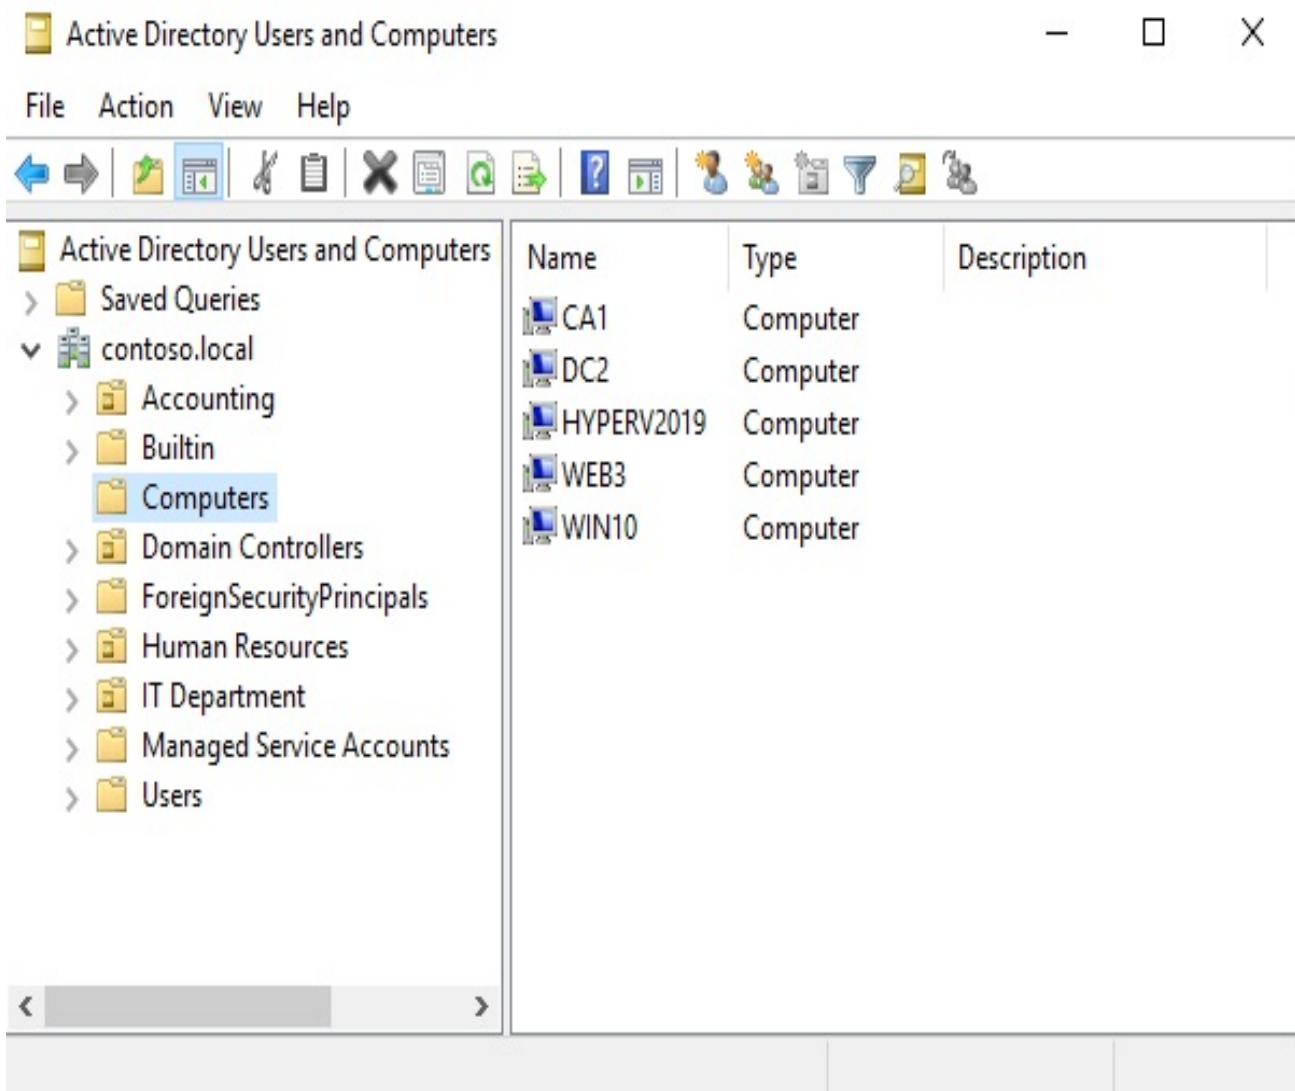 Active Directory Users and Computers
File Action View Help
Active Directory Users and Computers
Saved Queries
contoso.local
Accounting
Builtin
Computers
Domain Controllers
ForeignSecurityPrincipals
Human Resources
IT Department
Managed Service Accounts
Users
Name Type Description
CA1 Computer
DC2 Computer
HYPERV2019 Computer
WEB3 Computer
WIN10 Computer